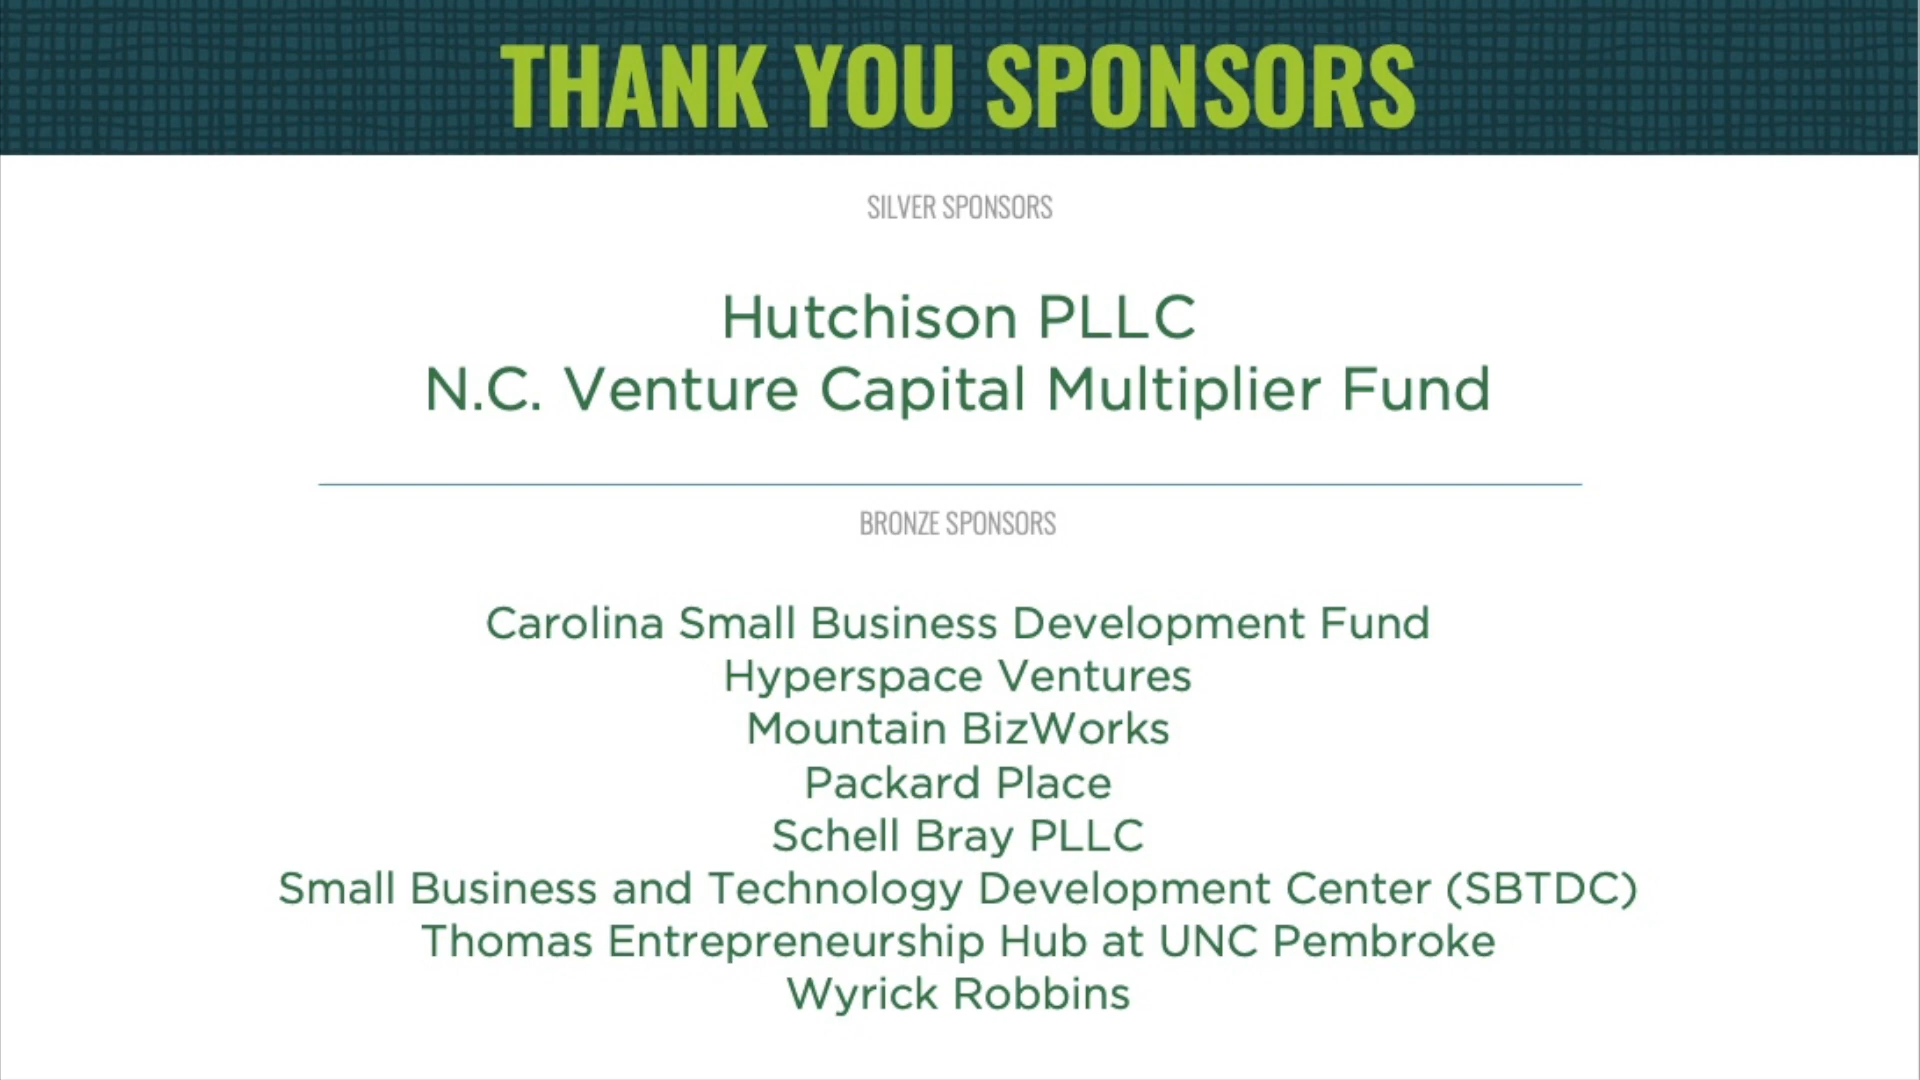 THANK YOU SPONSORS
SILVER SPONSORS
Hutchison PLLC
N.C. Venture Capital Multiplier Fund
BRONZE SPONSORS
Carolina Small Business Development Fund
Hyperspace Ventures
Mountain BizWorks
Packard Place
Schell Bray PLLC
Small Business and Technology Development Center (SBTDC)
Thomas Entrepreneurship Hub at UNC Pembroke
Wyrick Robbins